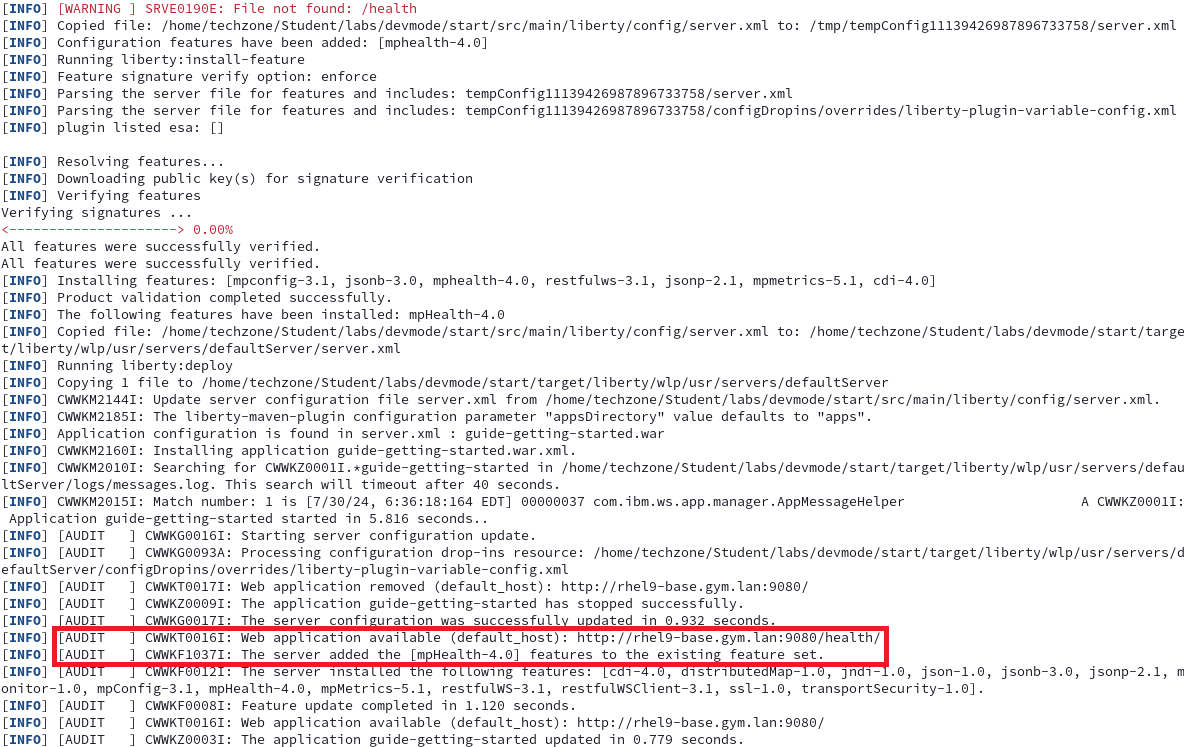 [INFO] [WARNING ] SRVE0190E: File not found: /health
[INFO] Copied file: /home/techzone/Student/labs/devmode/start/src/main/liberty/config/server.xml to: /tmp/tempConfig11139426987896733758/server.xml
[INFO] Configuration features have been added: [mphealth-4.0]
[INFO] Running liberty:install-feature
[INFO] Feature signature verify option: enforce
[INFO] Parsing the server file for features and includes: tempConfig11139426987896733758/server.xml
[INFO] Parsing the server file for features and includes: tempConfig11139426987896733758/configDropins/overrides/liberty-plugin-variable-config.xml
[INFO] plugin listed esa: []
[INFO] Resolving features...
[INFO] Downloading public key(s) for signature verification
[INFO] Verifying features
Verifying signatures ...
<---------------------> 0.00%
All features were successfully verified.
All features were successfully verified.
[INFO] Installing features: [mpconfig-3.1, jsonb-3.0, mphealth-4.0, restfulws-3.1, jsonp-2.1, mpmetrics-5.1, cdi-4.0]
[INFO] Product validation completed successfully.
[INFO] The following features have been installed: mpHealth-4.0
[INFO] Copied file: /home/techzone/Student/labs/devmode/start/src/main/liberty/config/server.xml to: /home/techzone/Student/labs/devmode/start/targe
t/liberty/wlp/usr/servers/defaultServer/server.xml
[INFO] Running liberty:deploy
[INFO] Copying 1 file to /home/techzone/Student/labs/devmode/start/target/liberty/wlp/usr/servers/defaultServer
[INFO] CWWKM2144I: Update server configuration file server.xml from /home/techzone/Student/labs/devmode/start/src/main/liberty/config/server.xml.
[INFO] CWWKM2185I: The liberty-maven-plugin configuration parameter "appsDirectory" value defaults to "apps".
[INFO] Application configuration is found in server.xml : guide-getting-started.war
[INFO] CWWKM2160I: Installing application guide-getting-started.war.xml.
[INFO] CWWKM2010I: Searching for CWWKZ0001I.*guide-getting-started in /home/techzone/Student/labs/devmode/start/target/liberty/wlp/usr/servers/defau
ltServer/logs/messages.log. This search will timeout after 40 seconds.
[INFO] CWWKM2015I: Match number: 1 is [7/30/24, 6:36:18:164 EDT] 00000037 com.ibm.ws.app.manager.AppMessageHelper A CWWKZ0001I:
Application guide-getting-started started in 5.816 seconds..
[INFO] [AUDIT ] CWWKG0016I: Starting server configuration update.
[INFO] [AUDIT ] CWWKG0093A: Processing configuration drop-ins resource: /home/techzone/Student/labs/devmode/start/target/liberty/wlp/usr/servers/d
efaultServer/configDropins/overrides/liberty-plugin-variable-config.xml
[INFO] [AUDIT ] CWWKT0017I: Web application removed (default_host): http://rhel9-base.gym.lan:9080/
[INFO] [AUDIT ] CWWKZ0009I: The application guide-getting-started has stopped successfully.
[INFO] [AUDIT ] CWWKG0017I: The server configuration was successfully updated in 0.932 seconds.
[INFO] [AUDIT ] CWWKT0016I: Web application available (default_host): http://rhel9-base.gym.lan:9080/health/
[INFO] [AUDIT ] CWWKF1037I: The server added the [mpHealth-4.0] features to the existing feature set.
[INFO] [AUDIT ] CWWKF0012I: The server installed the following features: [cdi-4.0, distributedMap-1.0, jndi-1.0, json-1.0, jsonb-3.0, jsonp-2.1, m
onitor-1.0, mpConfig-3.1, mpHealth-4.0, mpMetrics-5.1, restfulWS-3.1, restfulWSClient-3.1, ssl-1.0, transportSecurity-1.0].
[INFO] [AUDIT ] CWWKF0008I: Feature update completed in 1.120 seconds.
[INFO] [AUDIT ] CWWKT0016I: Web application available (default_host): http://rhel9-base.gym.lan:9080/
[INFO] [AUDIT ] CWWKZ0003I: The application guide-getting-started updated in 0.779 seconds.